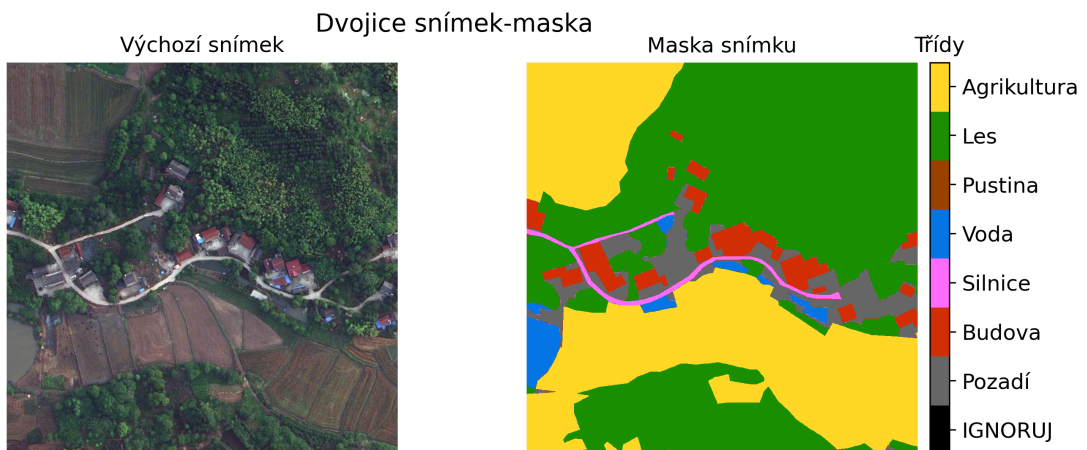 Dvojice snímek-maska
Výchozí snímek
Maska snímku
Třídy
Agrikultura
Les
Pustina
Voda
Silnice
Budova
Pozadí
IGNORUJ